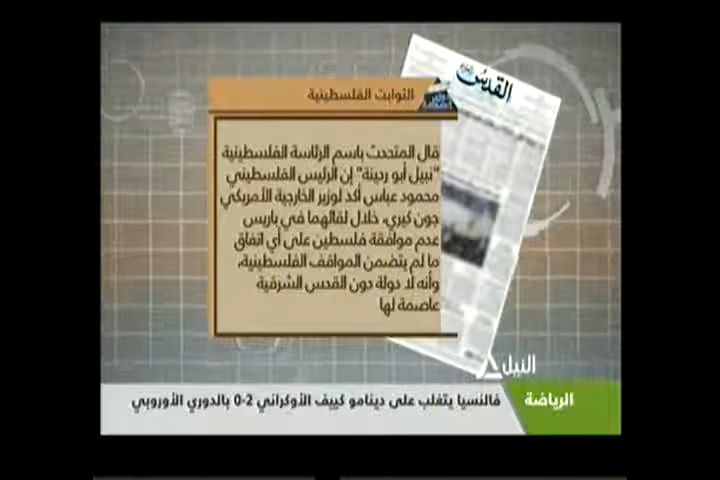 القدس
الثوابت الفلسطينية
قال المتحدث باسم الرئاسة الفلسطينية
"نبيل أبو ردينة" إن الرئيس الفلسطيني
محمود عباس أكد لوزير الخارجية الأمريكي
جون كيري، خلال لقائهما في باريس
عدم موافقة فلسطين على أي اتفاق
ما لم يتضمن المواقف الفلسطينية،
وأنه لا دولة دون القدس الشرقية
عاصمة لها
النيل
الرياضة
فالنسيا يتغلب على دينامو كييف الأوكراني 2-0 بالدوري الأوروبي